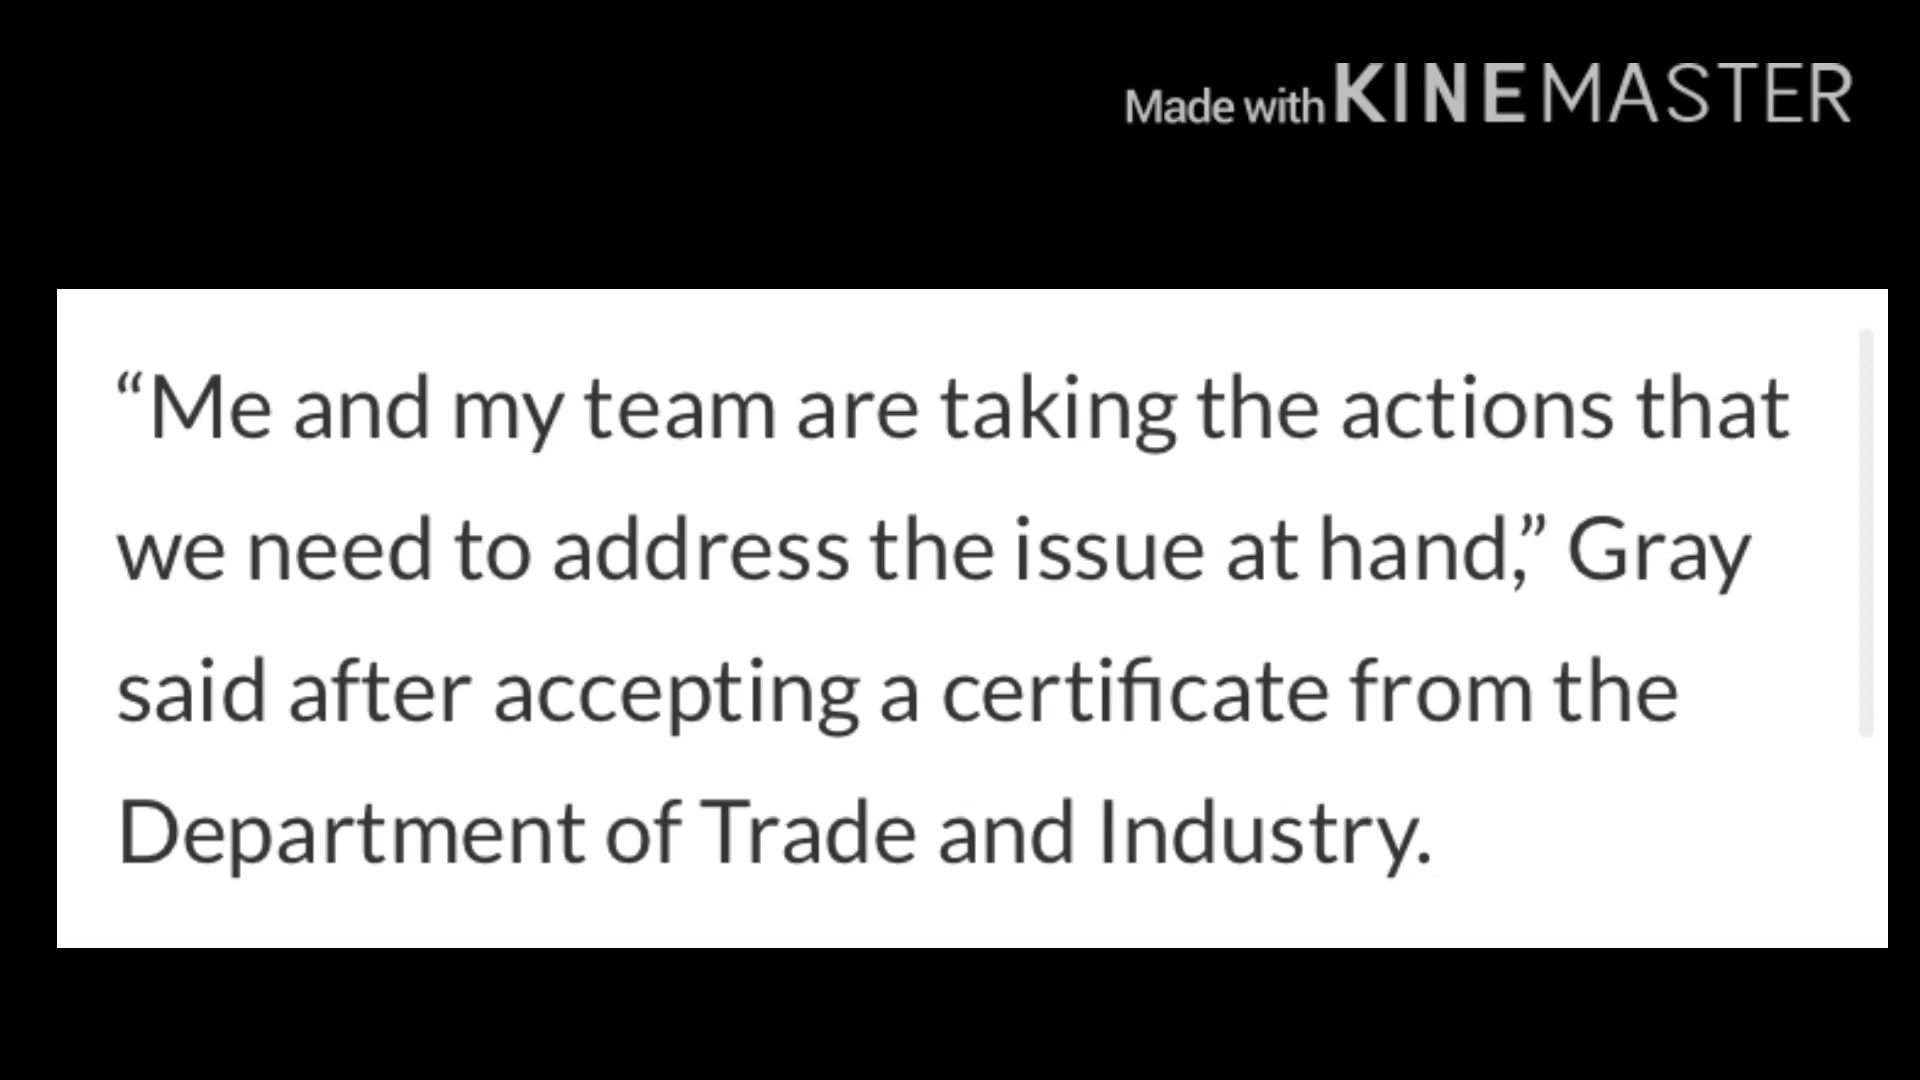 Made with KINEMASTER
“Me and my team are taking the actions that
we need to address the issue at hand,” Gray
said after accepting a certificate from the
Department of Trade and Industry.